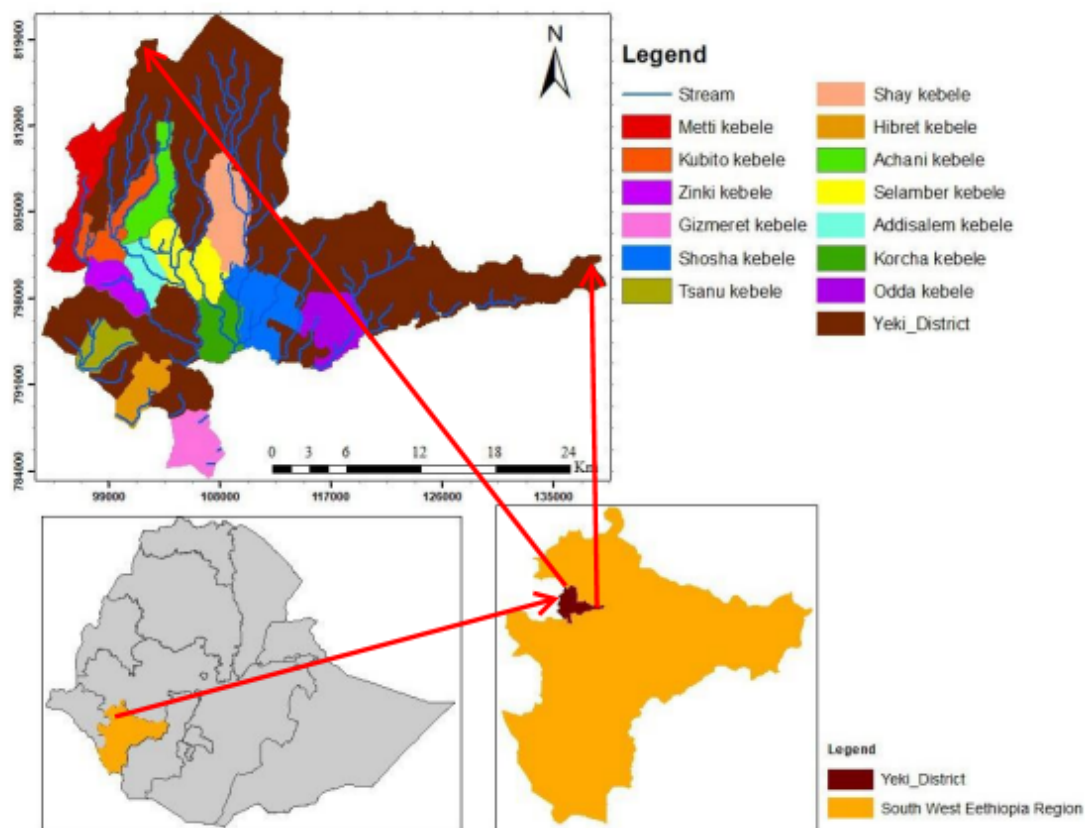 N
Legend
Stream
Metti kebele
Kubito kebele
Zinki kebele
Gizmeret kebele
Shosha kebele
Tsanu kebele
Shay kebele
Hibret kebele
Achani kebele
Selamber kebele
Addisalem kebele
Korcha kebele
Odda kebele
Yeki_District
819000
812000
805000
798000
791000
784000
0 3 6 12 18 24
Km
99000 108000 117000 126000 135000
Legend
Yeki_District
South West Eethiopia Region